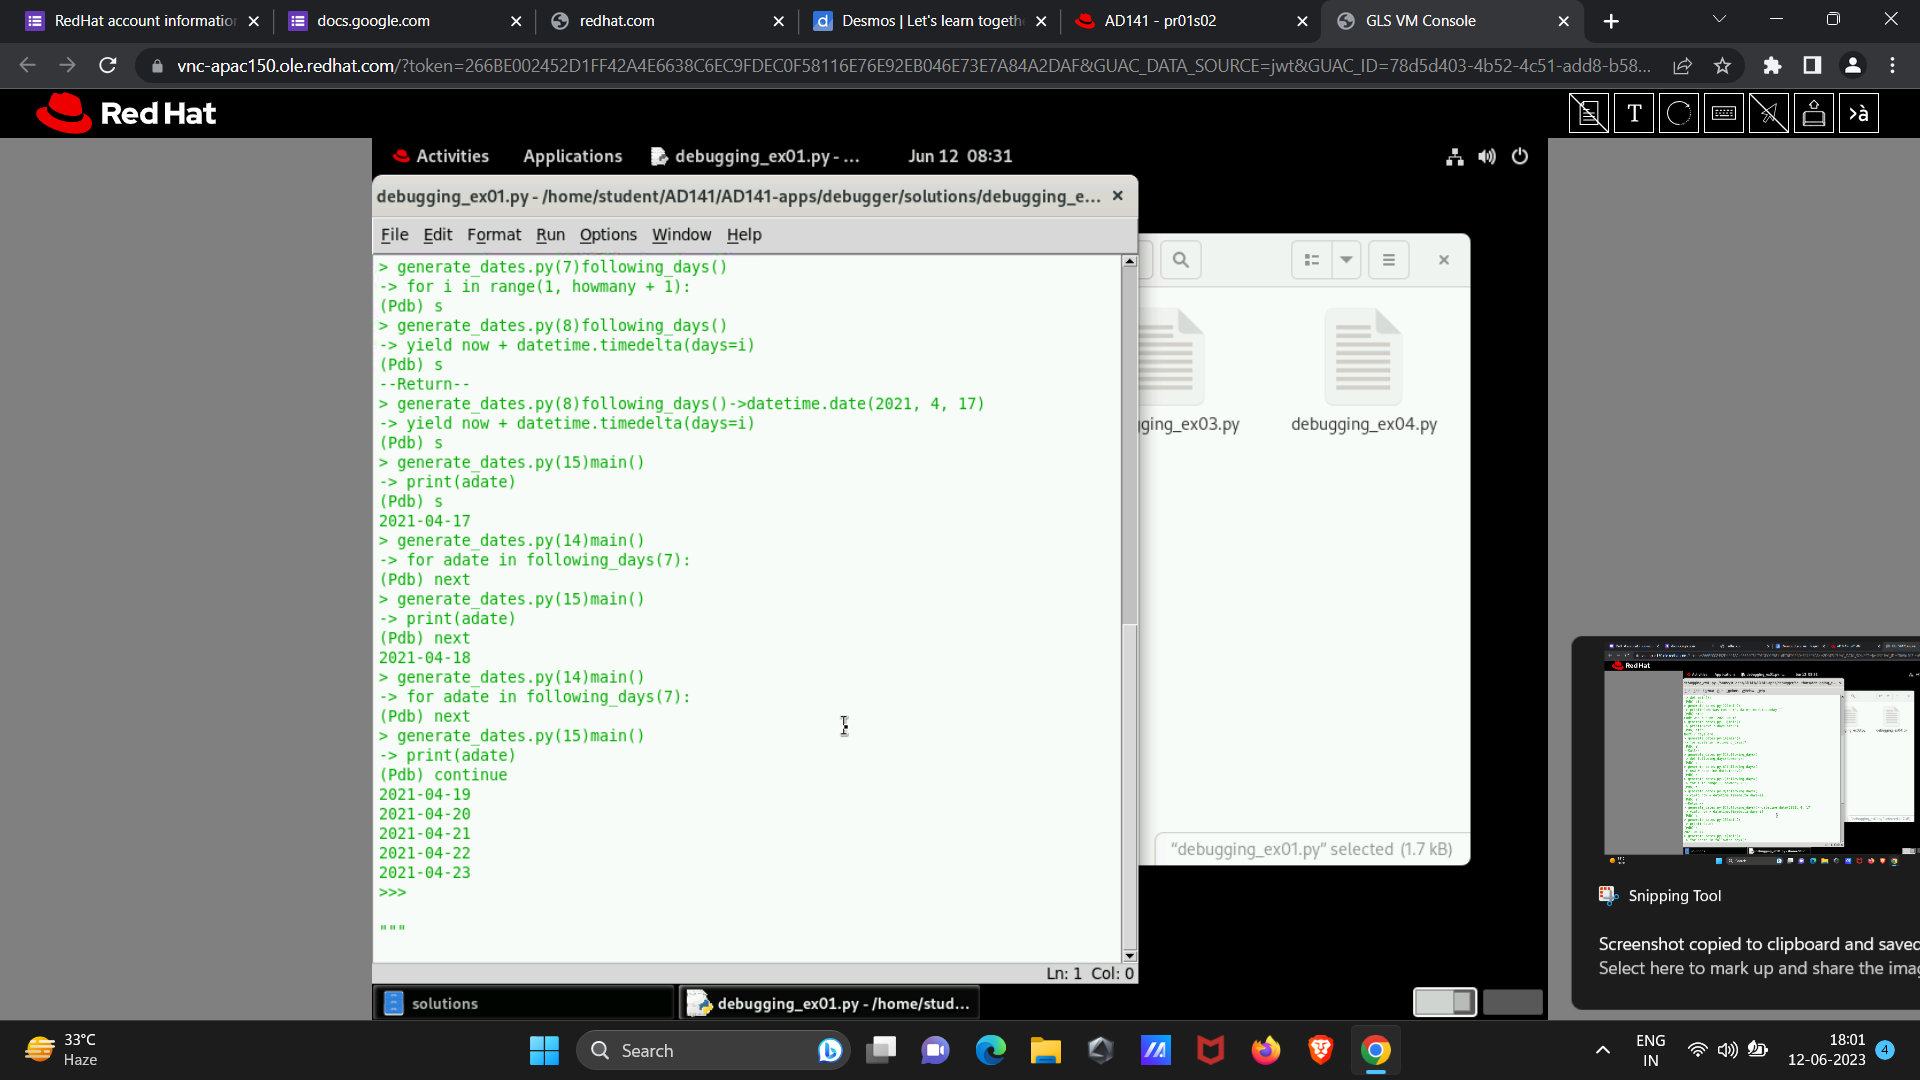 RedHat account information
docs.google.com
redhat.com
Desmos | Let's learn togeth
AD141 - pr01s02
GLS VM Console
vnc-apac150.ole.redhat.com/?token=266BE002452D1FF42A4E6638C6EC9FDEC0F58116E76E92EB046E73E7A84A2DAF&GUAC_DATA_SOURCE=jwt&GUAC_ID=78d5d403-4b52-4c51-add8-b58...
Red Hat
T
>à
Activities
Applications
debugging_ex01.py - ...
Jun 12 08:31
debugging_ex01.py - /home/student/AD141/AD141-apps/debugger/solutions/debugging_e...
File Edit Format Run Options Window Help
> generate_dates.py(7)following_days()
-> for i in range(1, howmany + 1):
(Pdb) s
> generate_dates.py(8)following_days()
-> yield now + datetime.timedelta(days=i)
(Pdb) s
--Return--
> generate_dates.py(8)following_days()->datetime.date(2021, 4, 17)
-> yield now + datetime.timedelta(days=i)
(Pdb) s
> generate_dates.py(15)main()
-> print(adate)
(Pdb) s
2021-04-17
> generate_dates.py(14)main()
-> for adate in following_days(7):
(Pdb) next
> generate_dates.py(15)main()
-> print(adate)
(Pdb) next
2021-04-18
> generate_dates.py(14)main()
-> for adate in following_days(7):
(Pdb) next
> generate_dates.py(15)main()
-> print(adate)
(Pdb) continue
2021-04-19
2021-04-20
2021-04-21
2021-04-22
2021-04-23
>>>
"""
Ln: 1 Col: 0
ging_ex03.py
debugging_ex04.py
"debugging_ex01.py" selected (1.7 kB)
solutions
debugging_ex01.py - /home/stud...
Red Hat
Snipping Tool
Screenshot copied to clipboard and saved
Select here to mark up and share the imag
33°C
Haze
Search
ENG
IN
18:01
12-06-2023
4